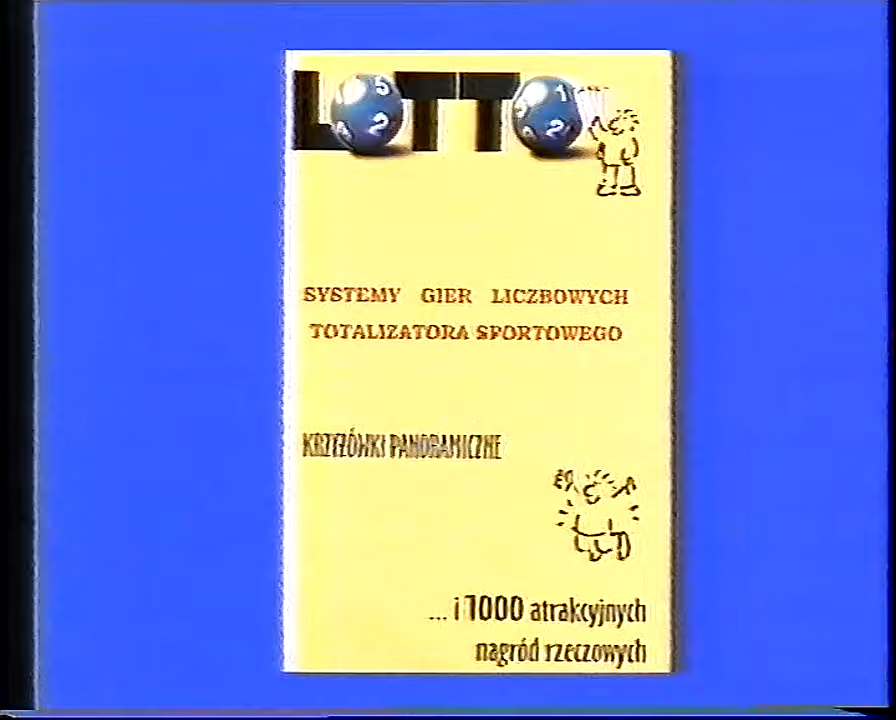 LOTTO
SYSTEMY GIER LICZBOWYCH
TOTALIZATORA SPORTOWEGO
KRZYŻÓWKI PANORAMICZNE
... i 1000 atrakcyjnych
nagród rzeczowych